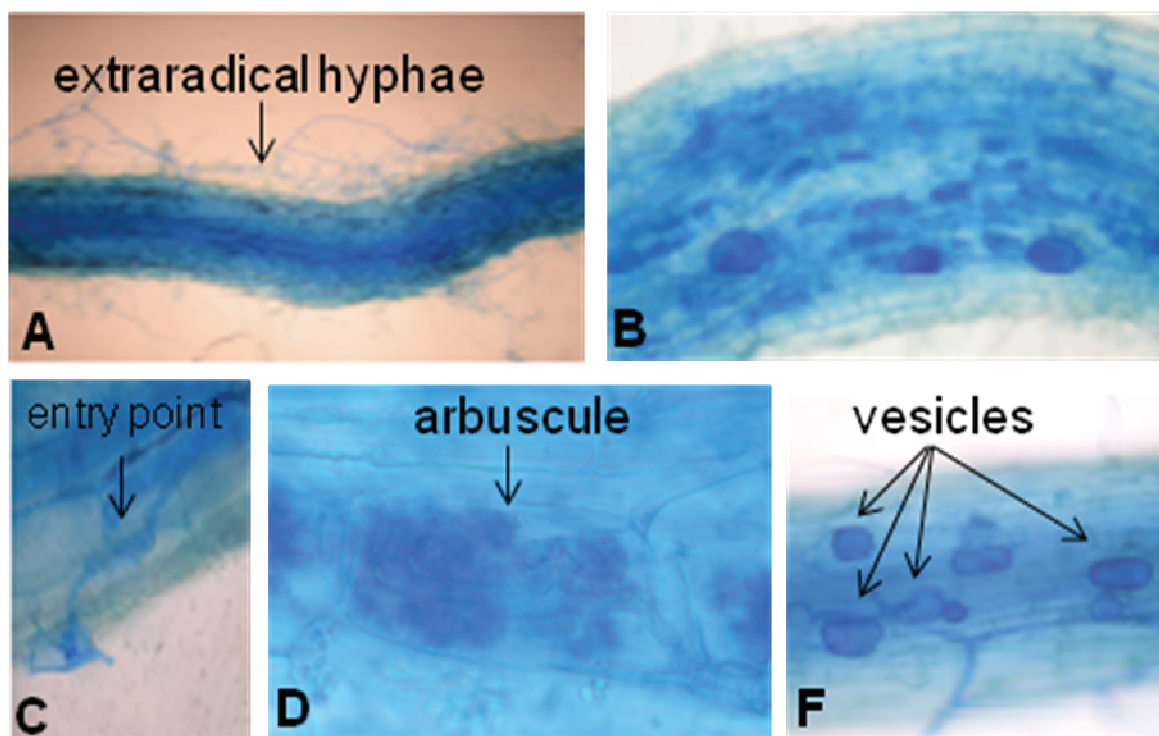 extraradical hyphae
A
B
entry point
C
arbuscule
D
vesicles
F